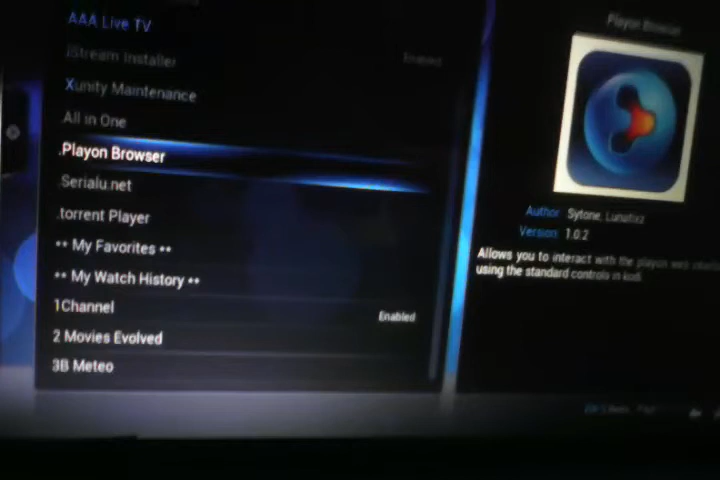 AAA Live TV
iStream Installer
Enabled
Xunity Maintenance
All in One
.Playon Browser
.Serialu.net
.torrent Player
** My Favorites **
** My Watch History **
1Channel
Enabled
2 Movies Evolved
3B Meteo
Playon Browser
Author: Sytone, Lunatixz
Version: 1.0.2
Allows you to interact with the playon web
using the standard controls in kodi.